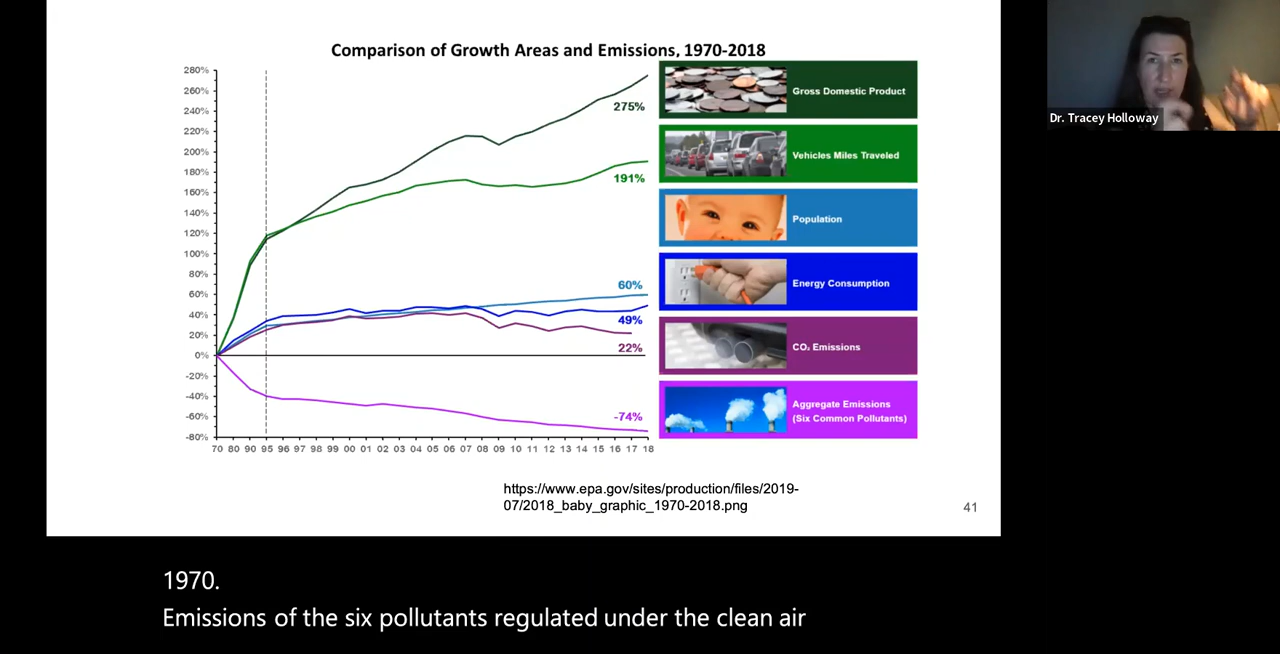 Comparison of Growth Areas and Emissions, 1970-2018
280%
260%
240%
220%
200%
180%
160%
140%
120%
100%
80%
60%
40%
20%
0%
-20%
-40%
-60%
-80%
70 80 90 95 96 97 98 99 00 01 02 03 04 05 06 07 08 09 10 11 12 13 14 15 16 17 18
275%
191%
60%
49%
22%
-74%
Gross Domestic Product
Vehicles Miles Traveled
Population
Energy Consumption
CO₂ Emissions
Aggregate Emissions
(Six Common Pollutants)
https://www.epa.gov/sites/production/files/2019-
07/2018_baby_graphic_1970-2018.png
41
Dr. Tracey Holloway
1970.
Emissions of the six pollutants regulated under the clean air